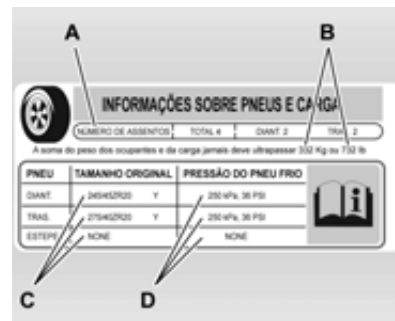 A
B
INFORMAÇÕES SOBRE PNEUS E CARGA
NÚMERO DE ASSENTOS TOTAL 4 DIANT. 2 TRAS. 2
A soma do peso dos ocupantes e da carga jamais deve ultrapassar 332 Kg ou 732 lb
PNEU TAMANHO ORIGINAL PRESSÃO DO PNEU FRIO
DIANT. 245/45ZR20 Y 250 kPa, 36 PSI
TRAS. 275/40ZR20 Y 250 kPa, 36 PSI
ESTEPE NONE NONE
i
C
D